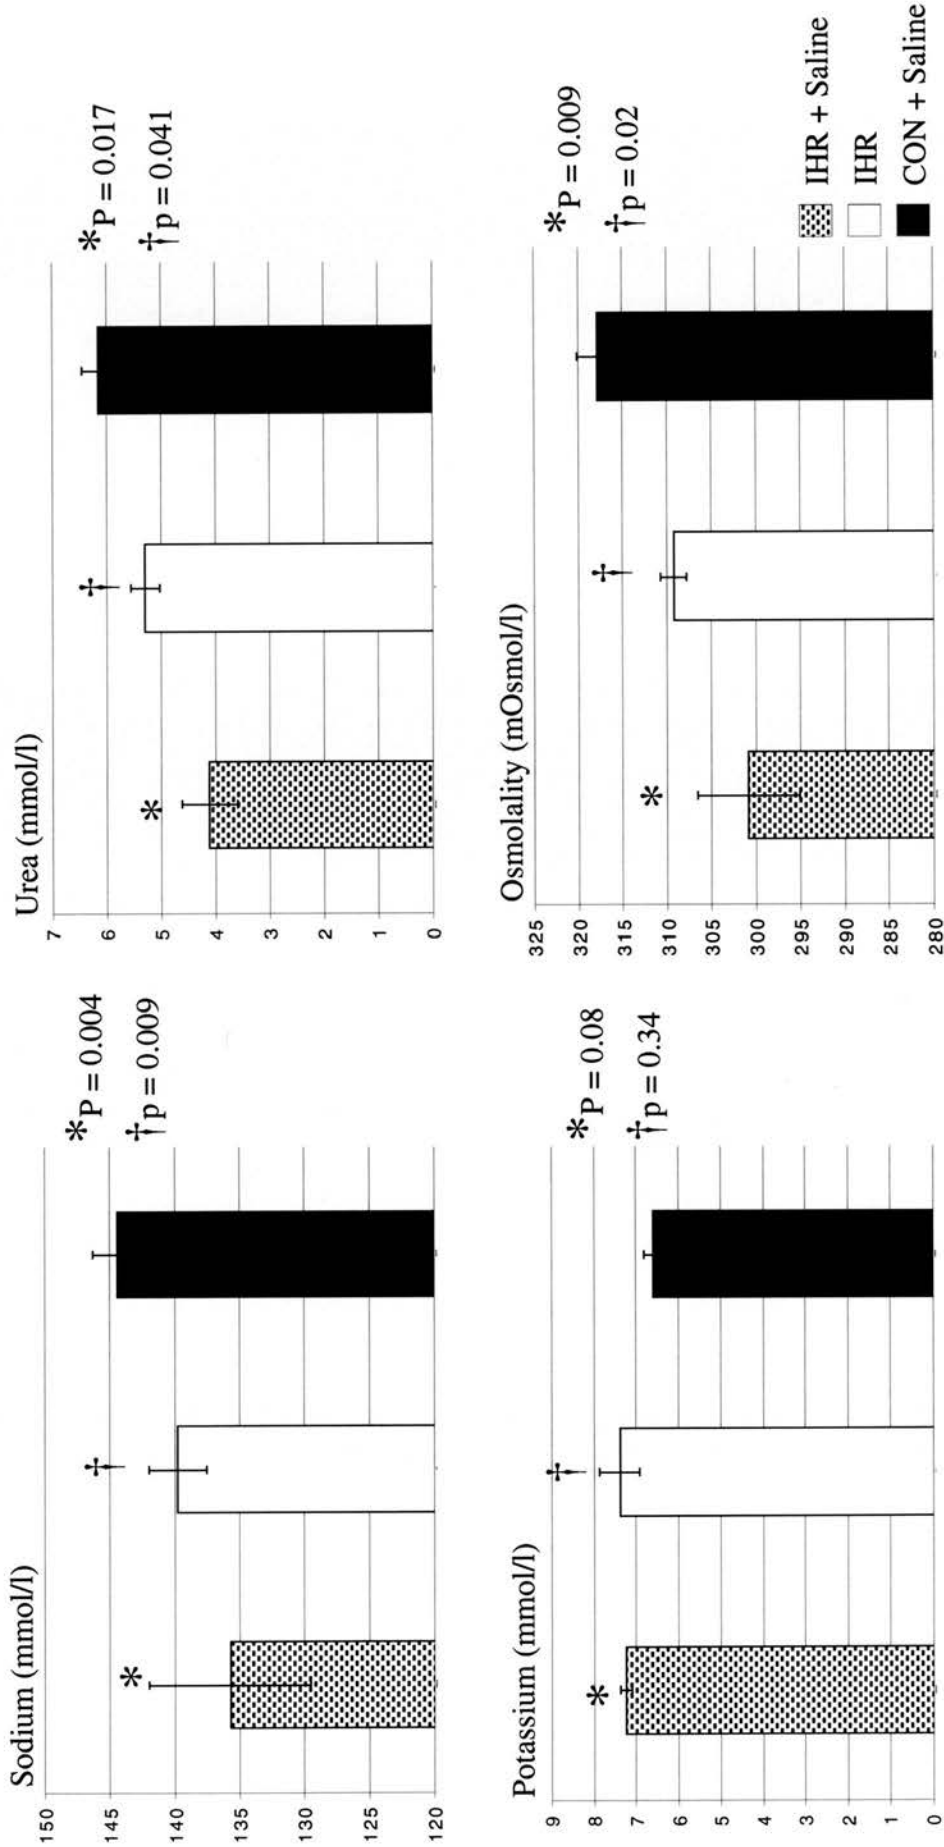 Sodium (mmol/l)
150
145
140
135
130
125
120
*
‡
*P = 0.004
‡p = 0.009
Urea (mmol/l)
7
6
5
4
3
2
1
0
*
‡
*P = 0.017
‡p = 0.041
Potassium (mmol/l)
9
8
7
6
5
4
3
2
1
0
*
‡
*P = 0.08
‡p = 0.34
Osmolality (mOsmol/l)
325
320
315
310
305
300
295
290
285
280
*
‡
*P = 0.009
‡p = 0.02
IHR + Saline
IHR
CON + Saline